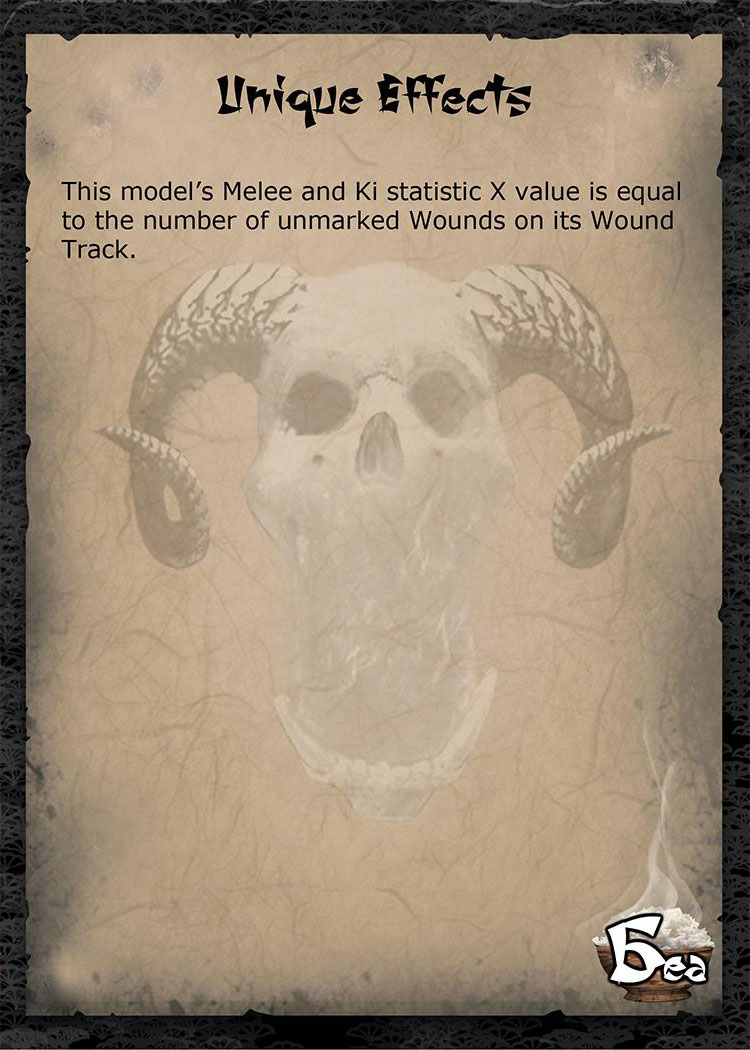 Unique Effects
This model’s Melee and Ki statistic X value is equal
to the number of unmarked Wounds on its Wound
Track.
5ea